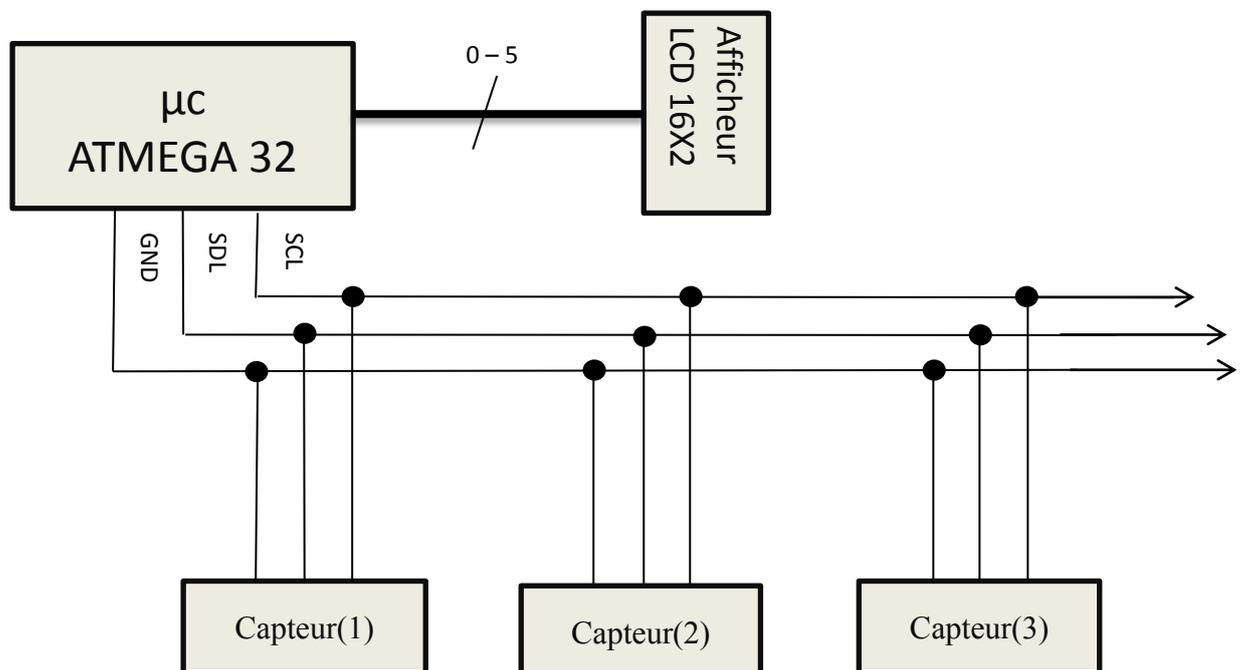 µc
ATMEGA 32
0 – 5
Afficheur
LCD 16X2
GND
SDL
SCL
Capteur(1)
Capteur(2)
Capteur(3)